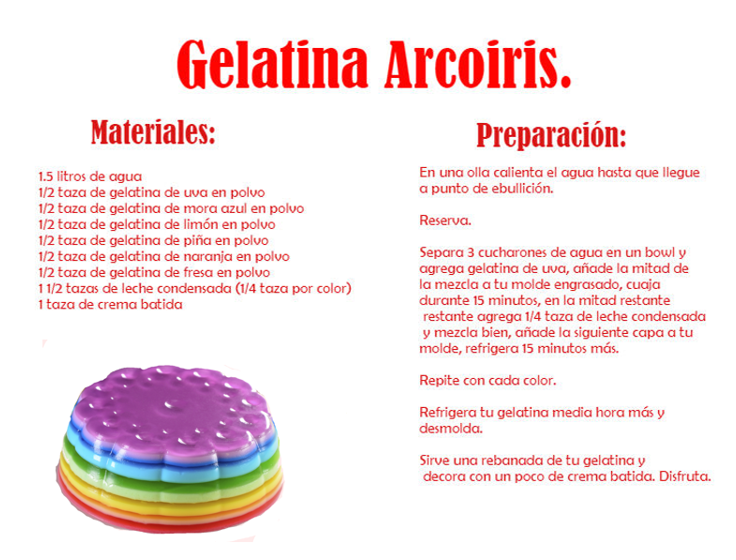 Gelatina Arcoiris.
Materiales:
1.5 litros de agua
1/2 taza de gelatina de uva en polvo
1/2 taza de gelatina de mora azul en polvo
1/2 taza de gelatina de limón en polvo
1/2 taza de gelatina de piña en polvo
1/2 taza de gelatina de naranja en polvo
1/2 taza de gelatina de fresa en polvo
1 1/2 tazas de leche condensada (1/4 taza por color)
1 taza de crema batida
Preparación:
En una olla calienta el agua hasta que llegue
a punto de ebullición.
Reserva.
Separa 3 cucharones de agua en un bowl y
agrega gelatina de uva, añade la mitad de
la mezcla a tu molde engrasado, cuaja
durante 15 minutos, en la mitad restante
restante agrega 1/4 taza de leche condensada
y mezcla bien, añade la siguiente capa a tu
molde, refrigera 15 minutos más.
Repite con cada color.
Refrigera tu gelatina media hora más y
desmolda.
Sirve una rebanada de tu gelatina y
decora con un poco de crema batida. Disfruta.